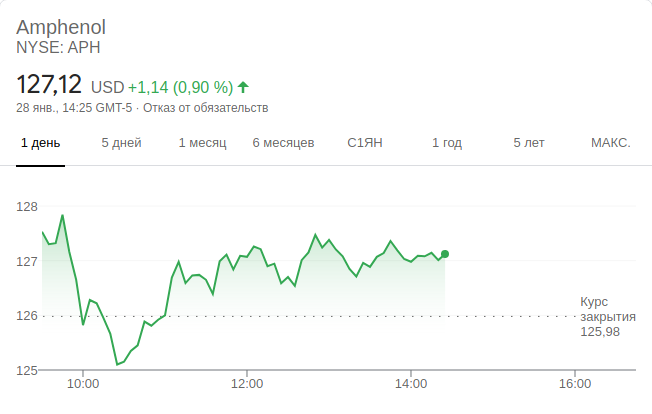 Amphenol
NYSE: APH
127,12 USD +1,14 (0,90 %)
28 янв., 14:25 GMT-5 · Отказ от обязательств
1 день 5 дней 1 месяц 6 месяцев С1ЯН 1 год 5 лет МАКС.
128
127
126
125
Курс
закрытия
125,98
10:00 12:00 14:00 16:00